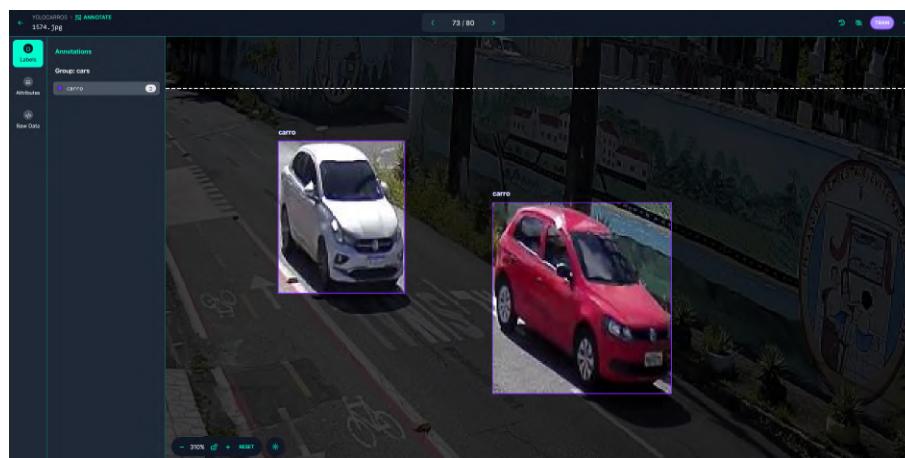 YOLOCARROS > ANNOTATE
1574.jpg
73 / 80
TRAIN
Labels
Attributes
Raw Data
Annotations
Group: cars
carro 2
carro
carro
310%
RESET